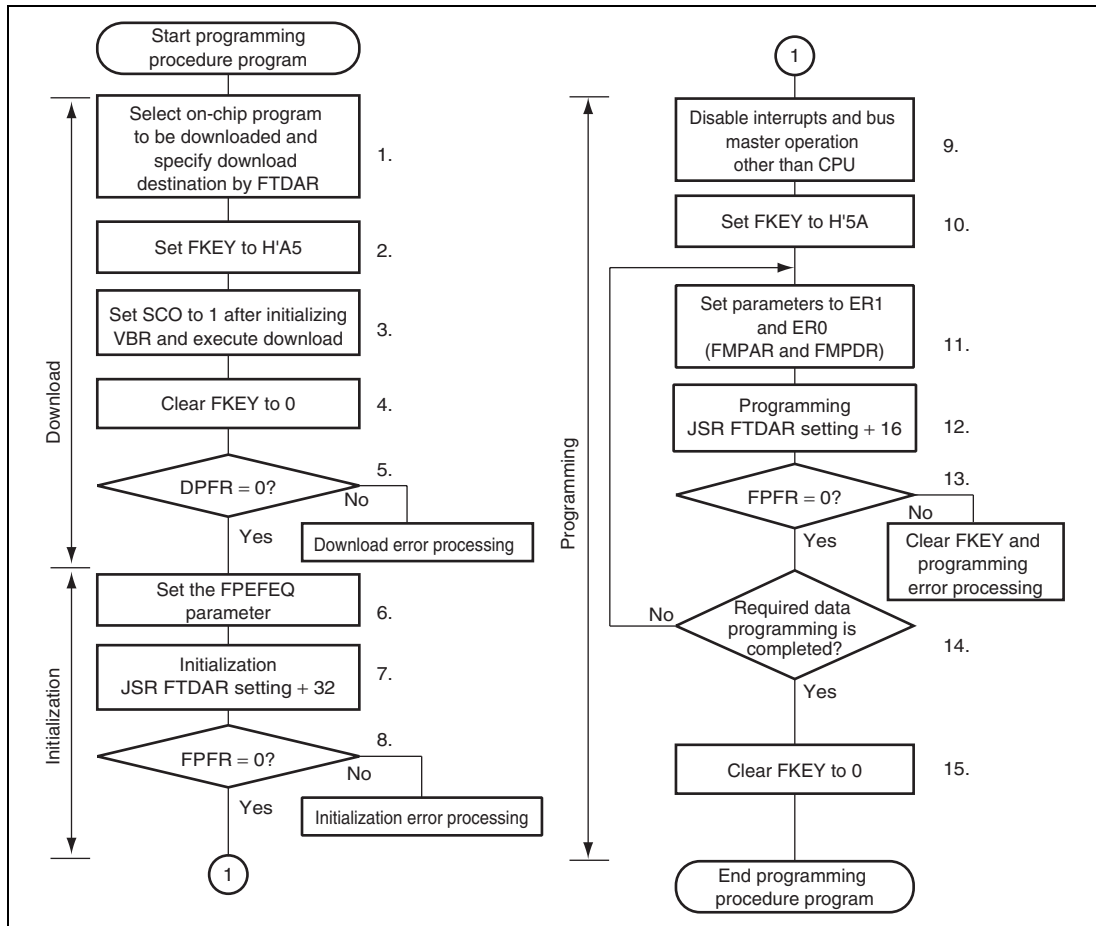 Start programming
procedure program
Download
Select on-chip program
to be downloaded and
specify download
destination by FTDAR
1.
Set FKEY to H'A5
2.
Set SCO to 1 after initializing
VBR and execute download
3.
Clear FKEY to 0
4.
DPFR = 0?
5.
No
Yes
Download error processing
Initialization
Set the FPEFEQ
parameter
6.
Initialization
JSR FTDAR setting + 32
7.
FPFR = 0?
8.
No
Yes
Initialization error processing
1
1
Programming
Disable interrupts and bus
master operation
other than CPU
9.
Set FKEY to H'5A
10.
Set parameters to ER1
and ER0
(FMPAR and FMPDR)
11.
Programming
JSR FTDAR setting + 16
12.
FPFR = 0?
13.
No
Yes
Clear FKEY and
programming
error processing
Required data
programming is
completed?
No
14.
Yes
Clear FKEY to 0
15.
End programming
procedure program